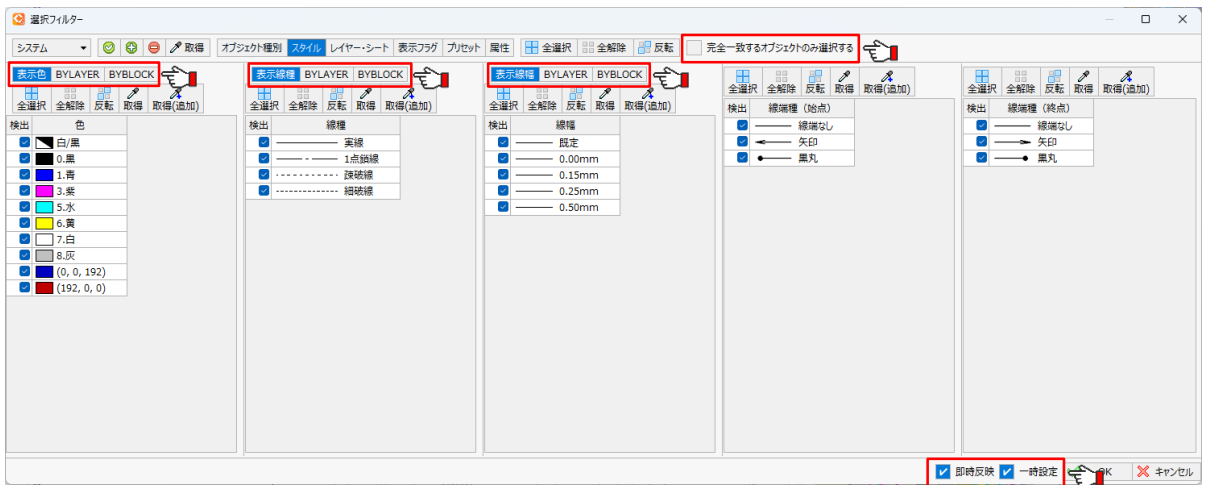 選択フィルター
システム 取得 オブジェクト種別 スタイル レイヤー・シート 表示フラグ プリセット 属性 全選択 全解除 反転 完全一致するオブジェクトのみ選択する
表示色 BYLAYER BYBLOCK
全選択 全解除 反転 取得 取得(追加)
検出 色
白/黒
0.黒
1.青
3.紫
5.水
6.黄
7.白
8.灰
(0, 0, 192)
(192, 0, 0)
表示線種 BYLAYER BYBLOCK
全選択 全解除 反転 取得 取得(追加)
検出 線種
実線
1点鎖線
疎破線
細破線
表示線幅 BYLAYER BYBLOCK
全選択 全解除 反転 取得 取得(追加)
検出 線幅
既定
0.00mm
0.15mm
0.25mm
0.50mm
全選択 全解除 反転 取得 取得(追加)
検出 線端種(始点)
線端なし
矢印
黒丸
全選択 全解除 反転 取得 取得(追加)
検出 線端種(終点)
線端なし
矢印
黒丸
即時反映 一時設定 OK キャンセル